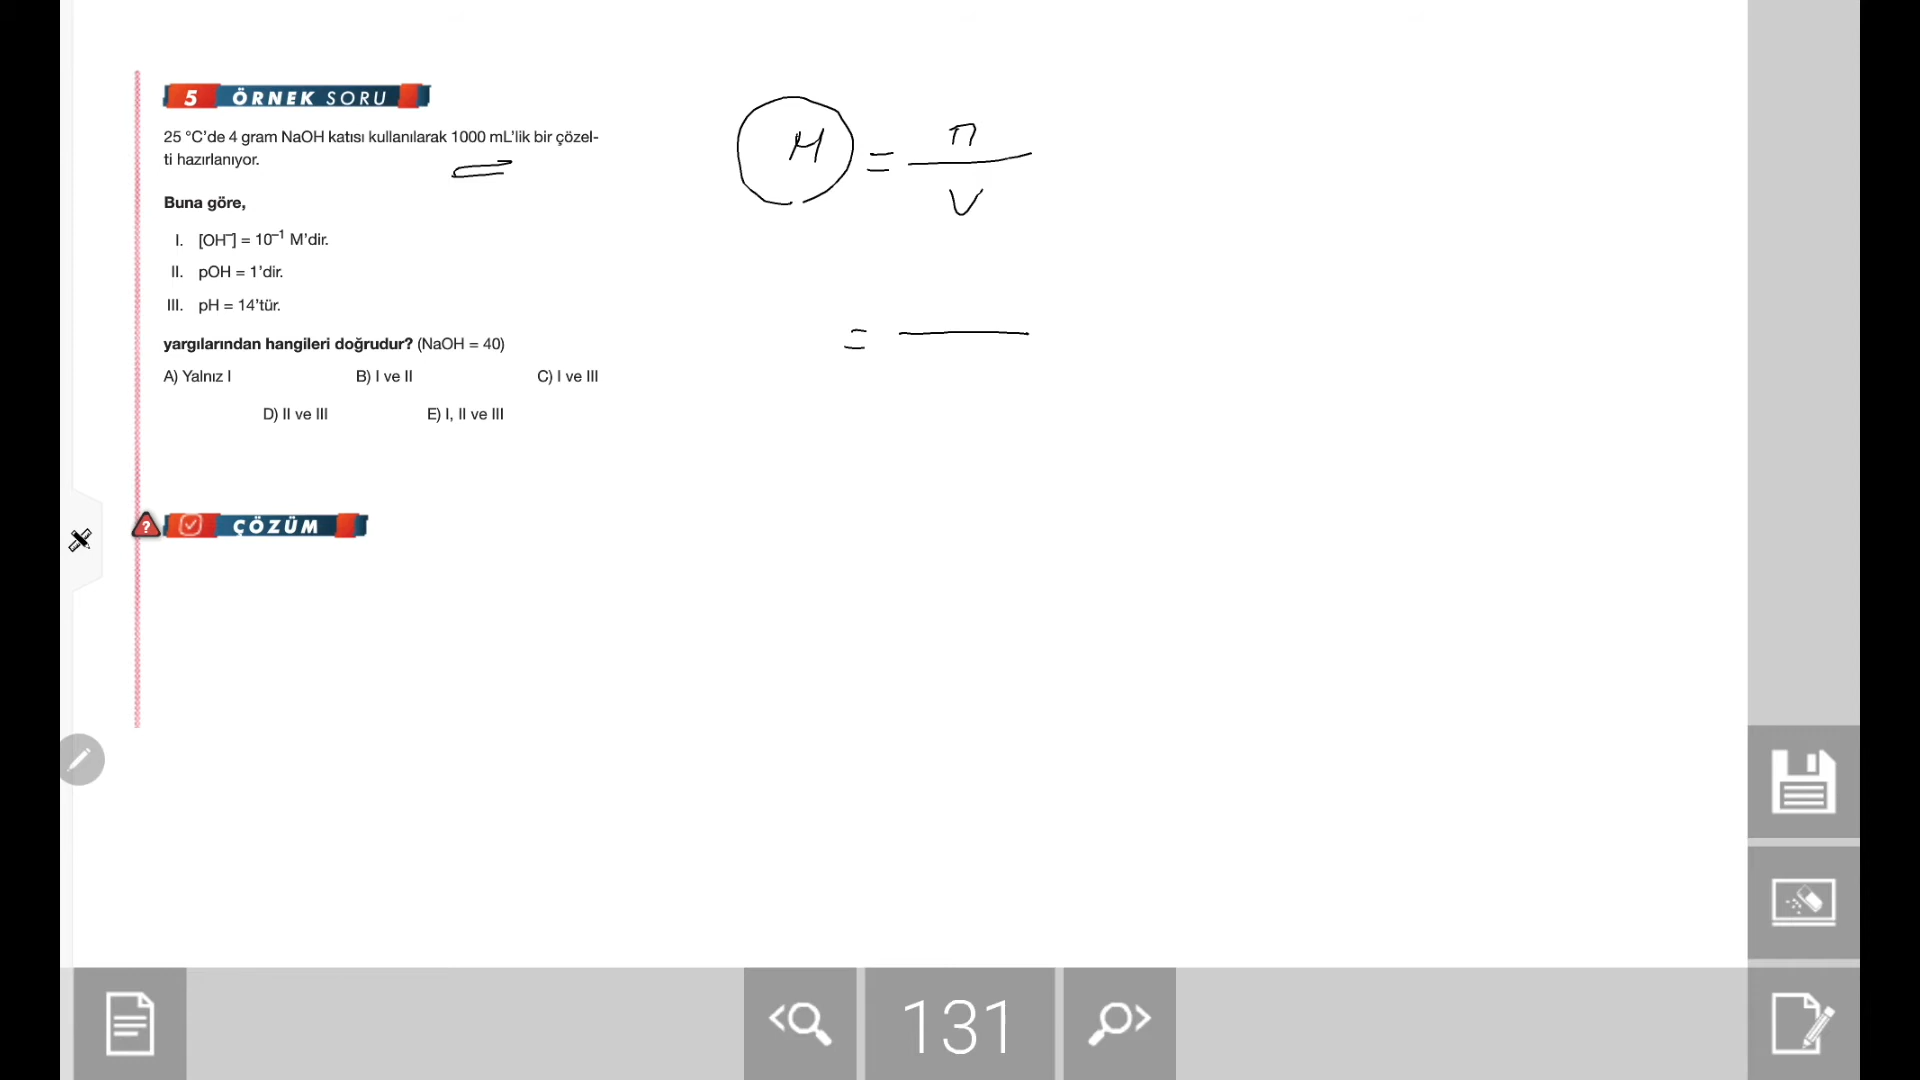 5 ÖRNEK SORU
25 °C'de 4 gram NaOH katısı kullanılarak 1000 mL'lik bir çözel-
ti hazırlanıyor.
Buna göre,
I. [OH⁻] = 10⁻¹ M'dir.
II. pOH = 1'dir.
III. pH = 14'tür.
yargılarından hangileri doğrudur? (NaOH = 40)
A) Yalnız I B) I ve II C) I ve III
D) II ve III E) I, II ve III
? ÇÖZÜM
M = n
V
=
131